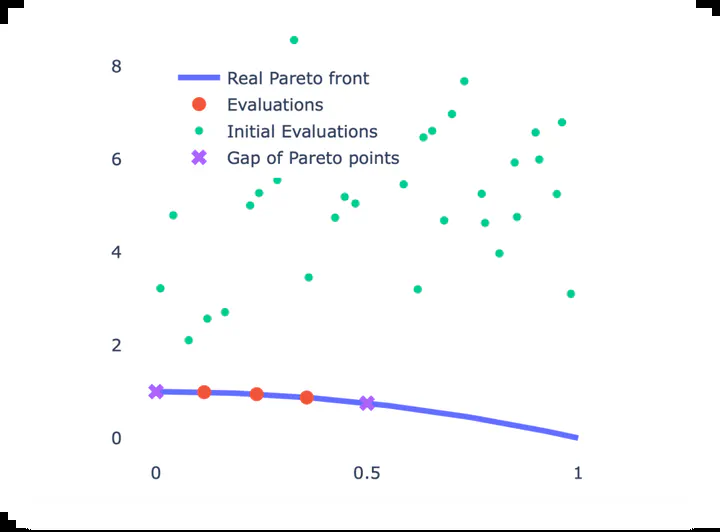 8
Real Pareto front
Evaluations
Initial Evaluations
Gap of Pareto points
6
4
2
0
0 0.5 1